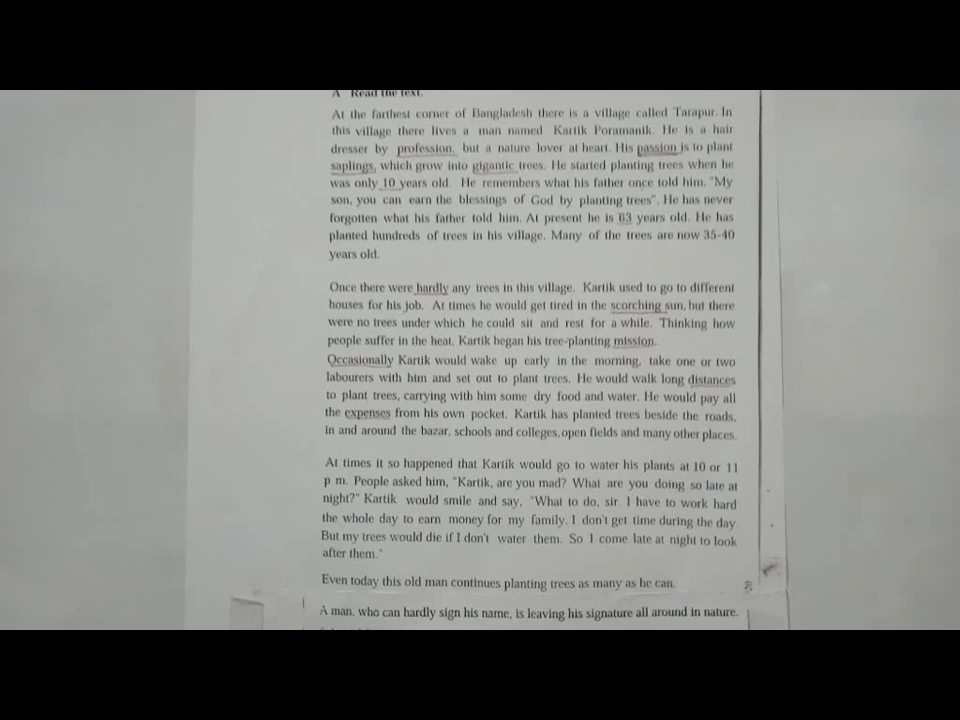 A Read the text.
At the farthest corner of Bangladesh there is a village called Tarapur. In
this village there lives a man named Kartik Poramanik. He is a hair
dresser by profession, but a nature lover at heart. His passion is to plant
saplings, which grow into gigantic trees. He started planting trees when he
was only 10 years old. He remembers what his father once told him, "My
son, you can earn the blessings of God by planting trees". He has never
forgotten what his father told him. At present he is 63 years old. He has
planted hundreds of trees in his village. Many of the trees are now 35-40
years old.
Once there were hardly any trees in this village. Kartik used to go to different
houses for his job. At times he would get tired in the scorching sun, but there
were no trees under which he could sit and rest for a while. Thinking how
people suffer in the heat, Kartik began his tree-planting mission.
Occasionally Kartik would wake up early in the morning, take one or two
labourers with him and set out to plant trees. He would walk long distances
to plant trees, carrying with him some dry food and water. He would pay all
the expenses from his own pocket. Kartik has planted trees beside the roads,
in and around the bazar, schools and colleges, open fields and many other places.
At times it so happened that Kartik would go to water his plants at 10 or 11
p m. People asked him, "Kartik, are you mad? What are you doing so late at
night?" Kartik would smile and say, "What to do, sir. I have to work hard
the whole day to earn money for my family. I don't get time during the day
But my trees would die if I don't water them. So I come late at night to look
after them."
Even today this old man continues planting trees as many as he can.
A man, who can hardly sign his name, is leaving his signature all around in nature.